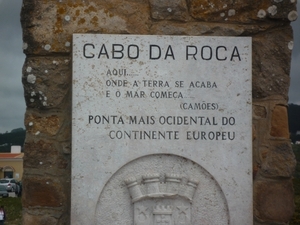 CABO DA ROCA
AQUI...
ONDE A TERRA SE ACABA
E O MAR COMEÇA...
(CAMÕES)
PONTA MAIS OCIDENTAL DO
CONTINENTE EUROPEU